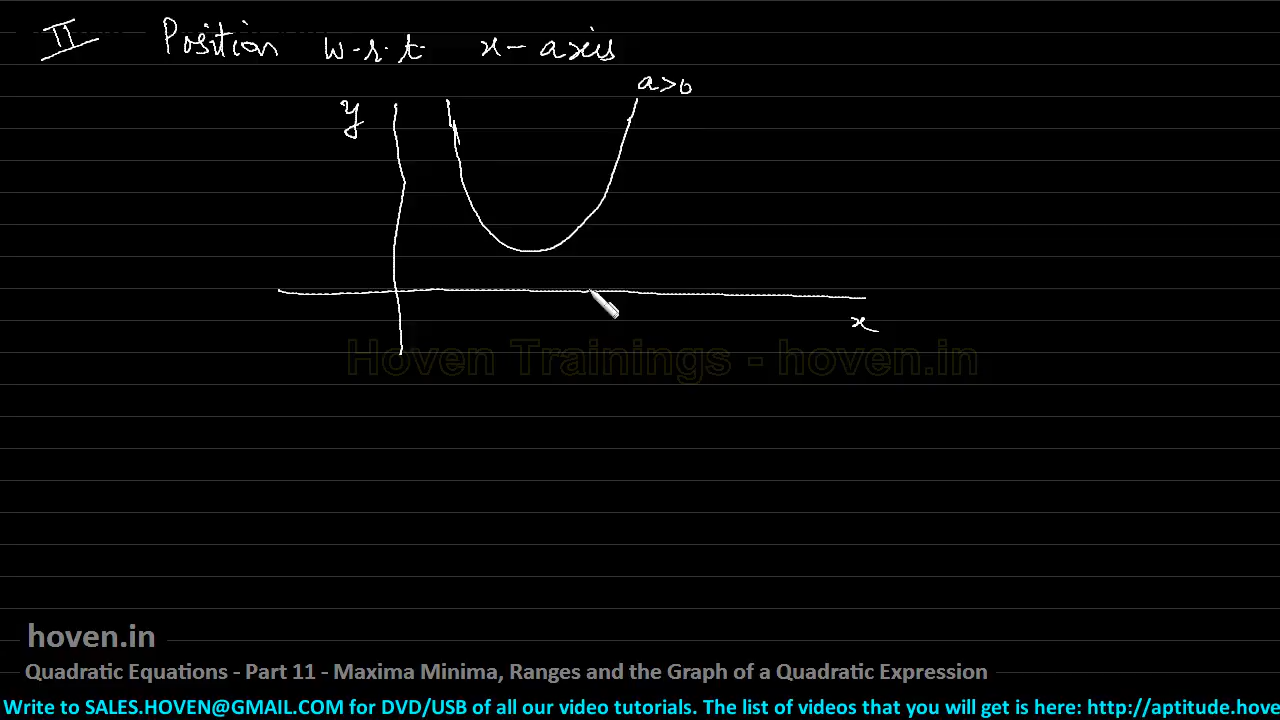 II Position w.r.t. x-axis
a>0
y
x
Hoven Trainings - hoven.in
hoven.in
Quadratic Equations - Part 11 - Maxima Minima, Ranges and the Graph of a Quadratic Expression
Write to SALES.HOVEN@GMAIL.COM for DVD/USB of all our video tutorials. The list of videos that you will get is here: http://aptitude.hove